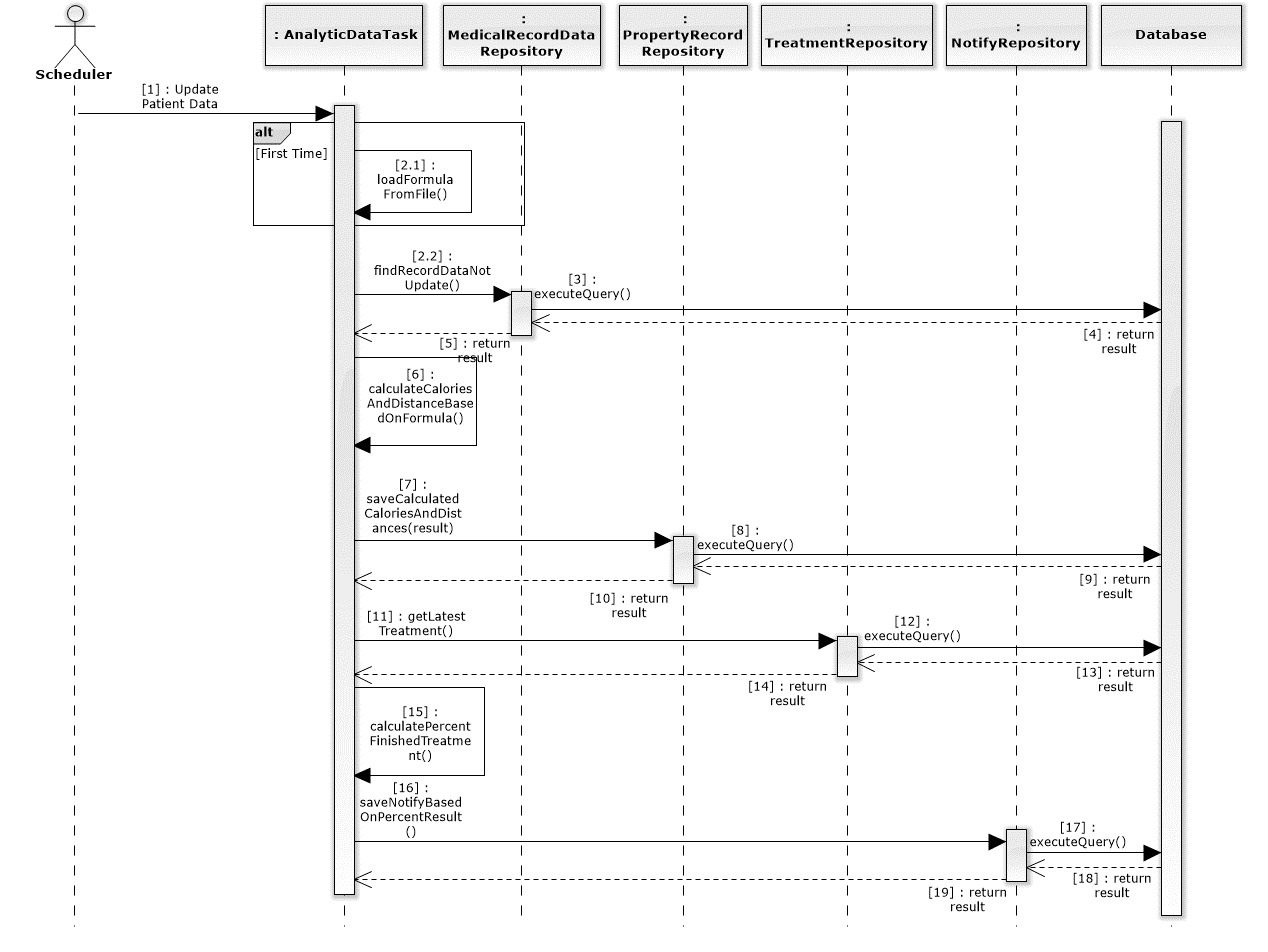 Scheduler
: AnalyticDataTask
:
MedicalRecordData
Repository
:
PropertyRecord
Repository
:
TreatmentRepository
:
NotifyRepository
Database
[1] : Update
Patient Data
alt
[First Time]
[2.1] :
loadFormula
FromFile()
[2.2] :
findRecordDataNot
Update()
[3] :
executeQuery()
[4] : return
result
[5] : return
result
[6] :
calculateCalories
AndDistanceBase
dOnFormula()
[7] :
saveCalculated
CaloriesAndDist
ances(result)
[8] :
executeQuery()
[9] : return
result
[10] : return
result
[11] : getLatest
Treatment()
[12] :
executeQuery()
[13] : return
result
[14] : return
result
[15] :
calculatePercent
FinishedTreatme
nt()
[16] :
saveNotifyBased
OnPercentResult
()
[17] :
executeQuery()
[18] : return
result
[19] : return
result